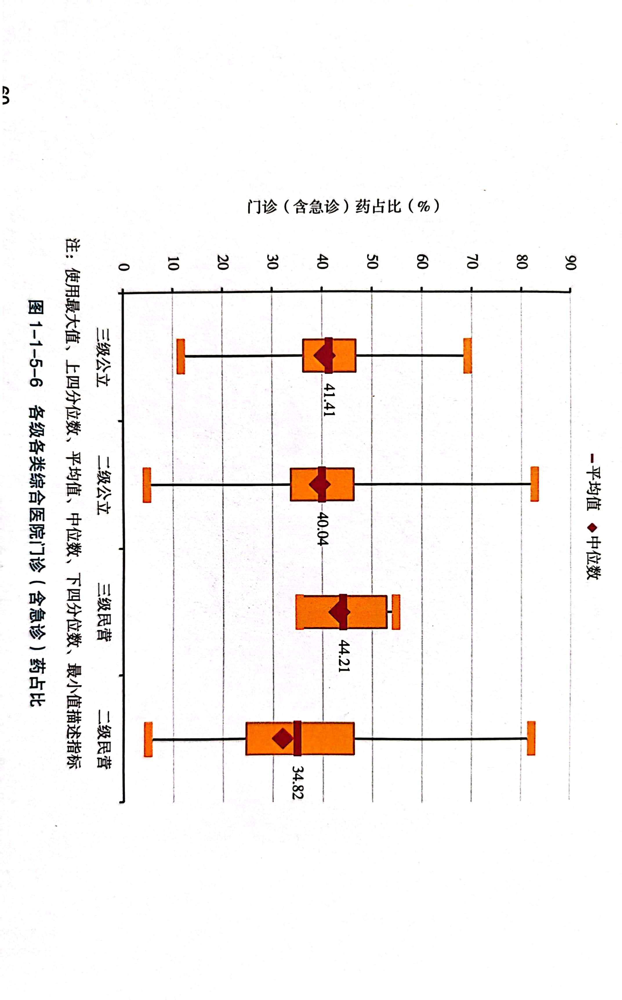 一平均值 ◆中位数
门诊（含急诊）药占比（%）
90
80
70
60
50
40
30
20
10
0
41.41
40.04
44.21
34.82
三级公立 二级公立 三级民营 二级民营
注：使用最大值、上四分位数、平均值、中位数、下四分位数、最小值描述指标
图 1-1-5-6 各级各类综合医院门诊（含急诊）药占比